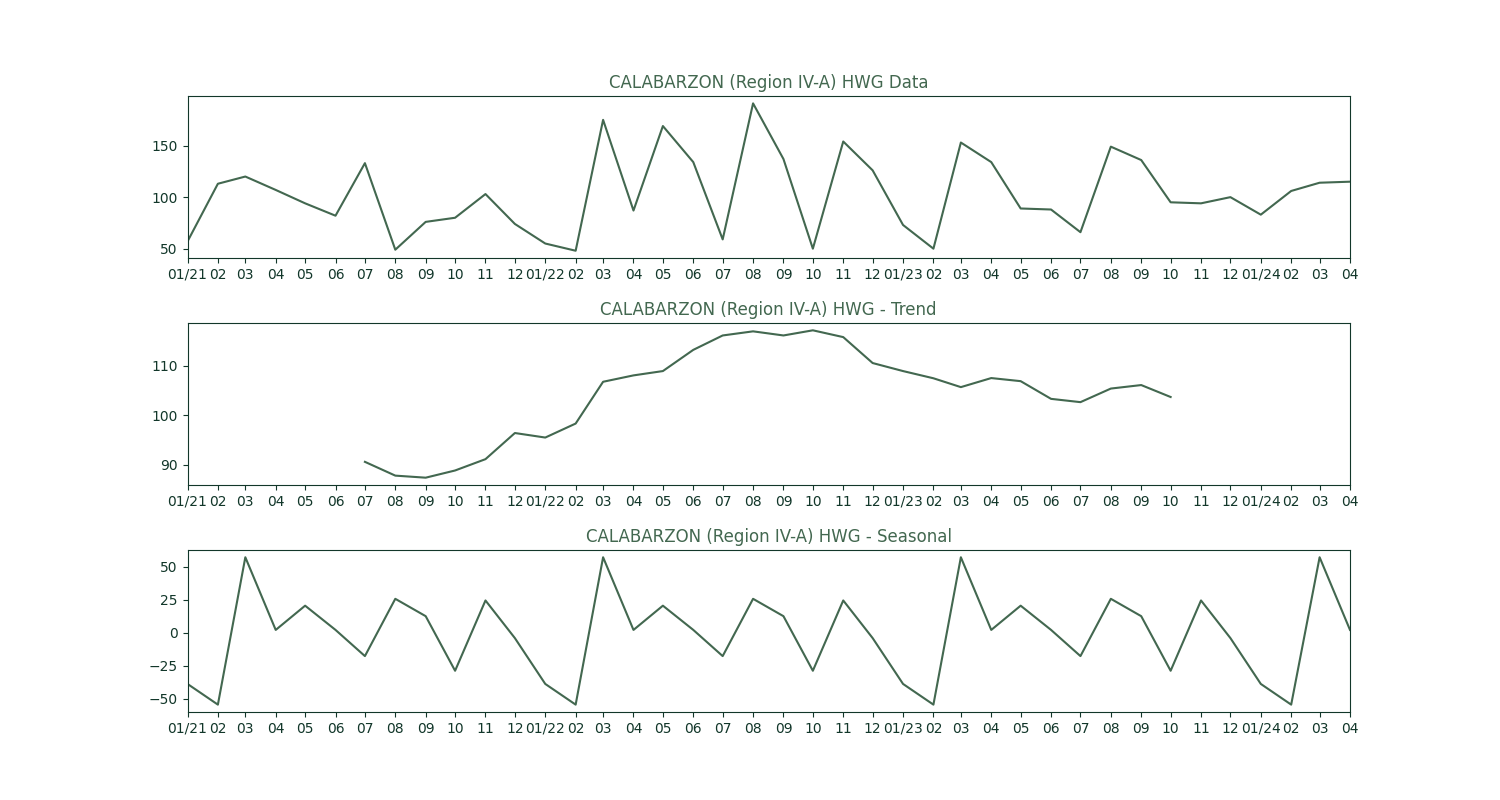 CALABARZON (Region IV-A) HWG Data
150
100
50
01/21 02 03 04 05 06 07 08 09 10 11 12 01/22 02 03 04 05 06 07 08 09 10 11 12 01/23 02 03 04 05 06 07 08 09 10 11 12 01/24 02 03 04
CALABARZON (Region IV-A) HWG - Trend
110
100
90
01/21 02 03 04 05 06 07 08 09 10 11 12 01/22 02 03 04 05 06 07 08 09 10 11 12 01/23 02 03 04 05 06 07 08 09 10 11 12 01/24 02 03 04
CALABARZON (Region IV-A) HWG - Seasonal
50
25
0
−25
−50
01/21 02 03 04 05 06 07 08 09 10 11 12 01/22 02 03 04 05 06 07 08 09 10 11 12 01/23 02 03 04 05 06 07 08 09 10 11 12 01/24 02 03 04